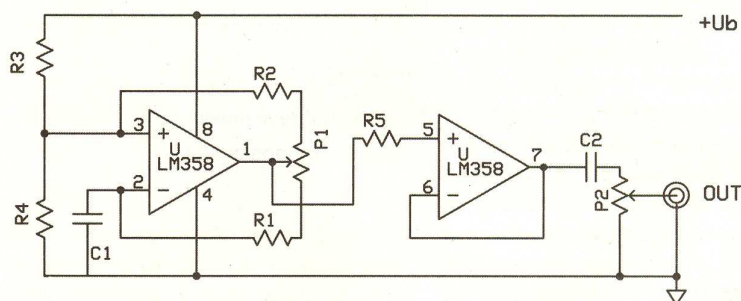 +Ub
R3
R2
3
+
8
U
LM358
1
P1
R5
5
+
U
LM358
7
C2
2
−
4
6
−
P2
OUT
R4
C1
R1